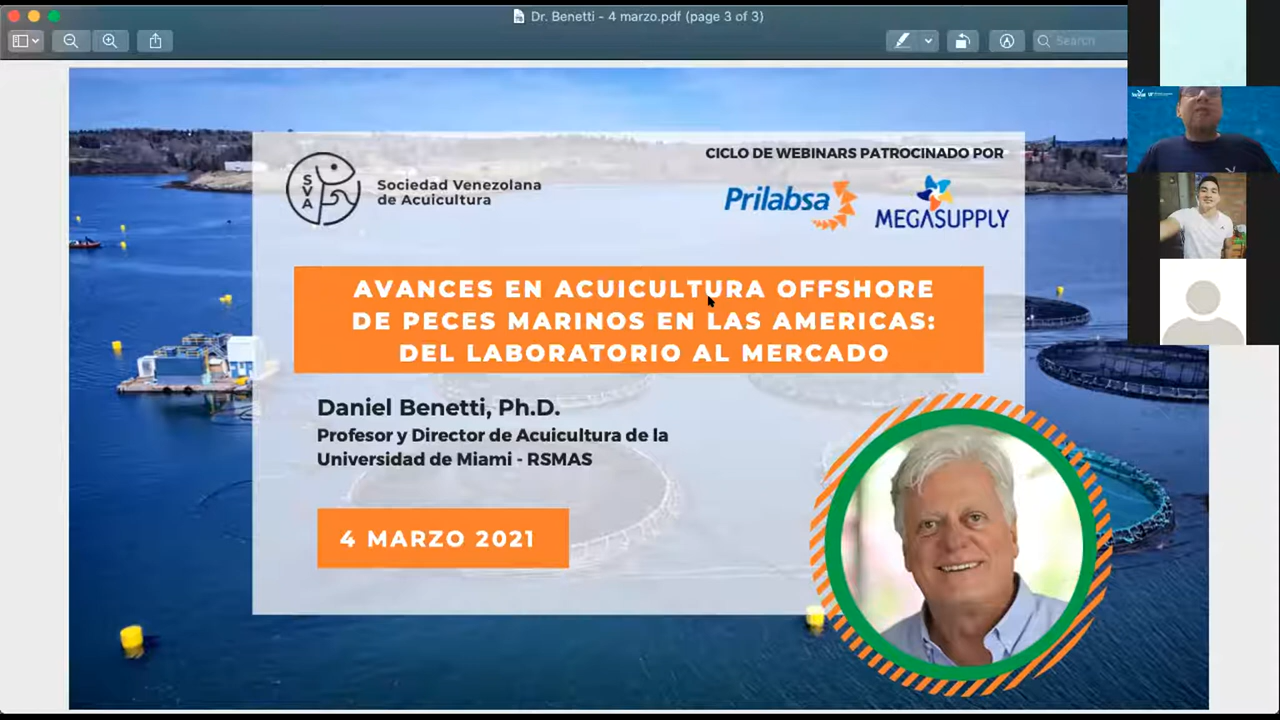 Dr. Benetti - 4 marzo.pdf (page 3 of 3)
Search
SVA
Sociedad Venezolana
de Acuicultura
CICLO DE WEBINARS PATROCINADO POR
Prilabsa
MEGASUPPLY
AVANCES EN ACUICULTURA OFFSHORE
DE PECES MARINOS EN LAS AMERICAS:
DEL LABORATORIO AL MERCADO
Daniel Benetti, Ph.D.
Profesor y Director de Acuicultura de la
Universidad de Miami - RSMAS
4 MARZO 2021